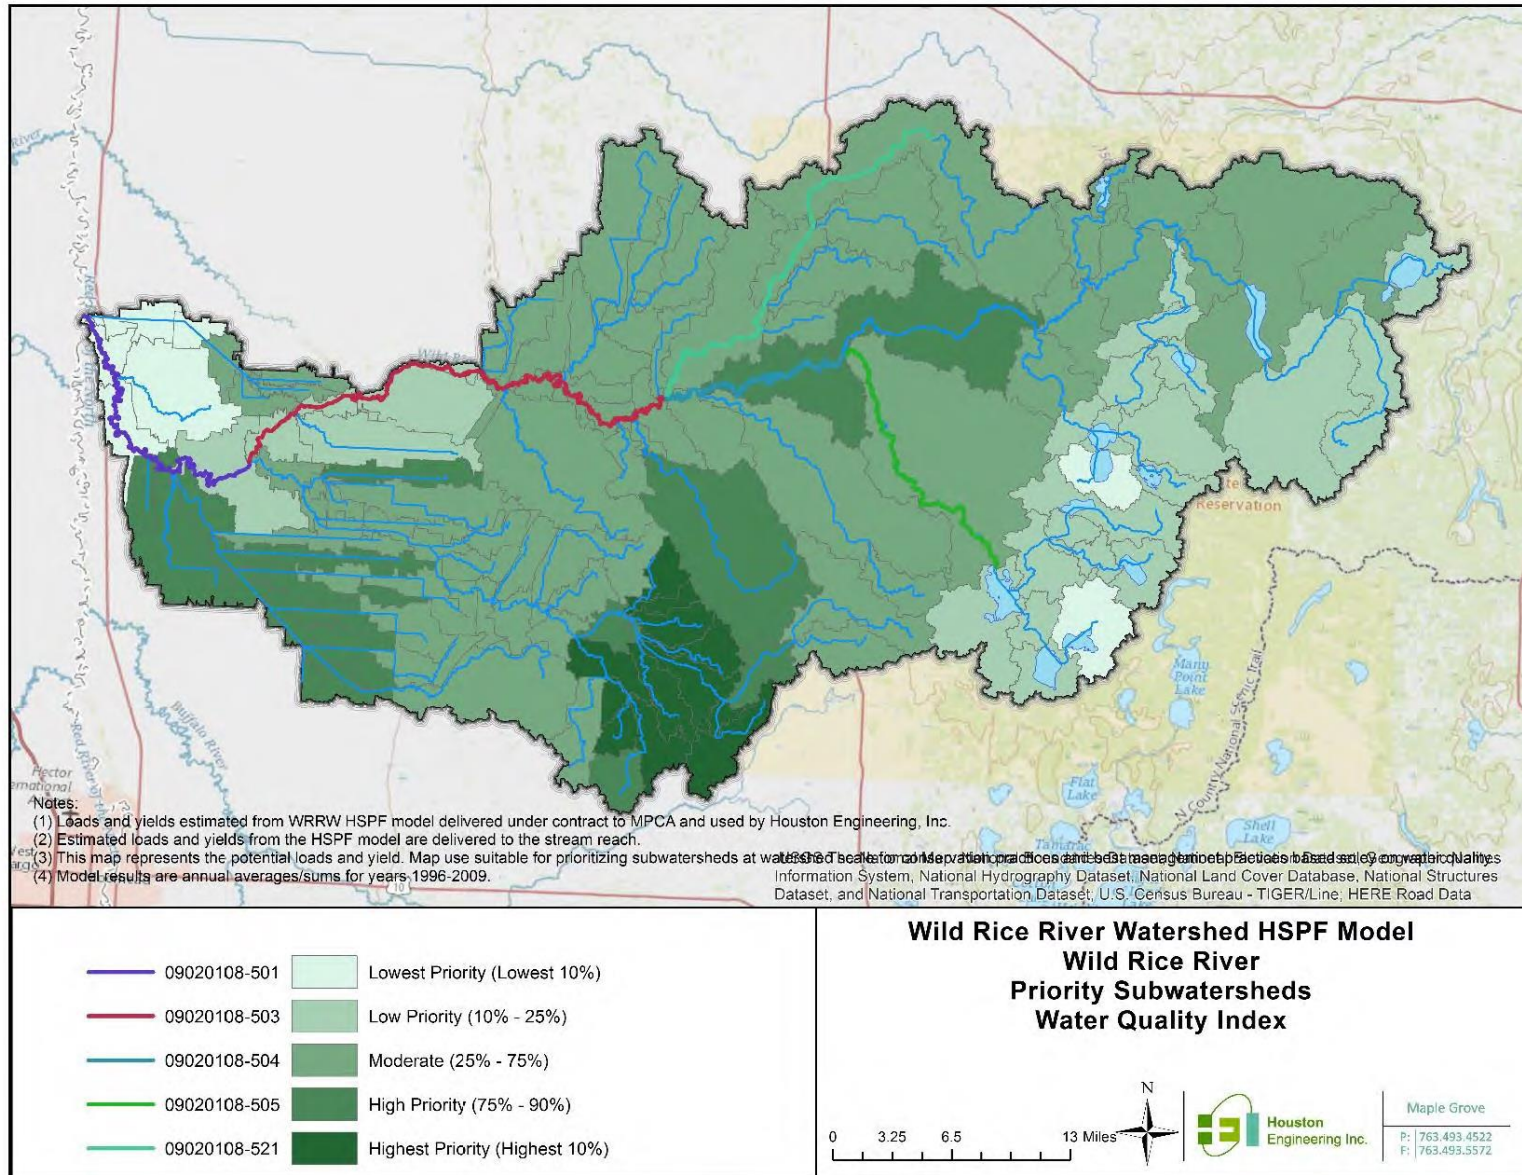 River
Wild Ri
Reservation
Many
Point
Lake
N Country National Scenic Trail
Buffalo River
Red River
Flat
Lake
Shell
Lake
Hector
ernational
10
Notes:
(1) Loads and yields estimated from WRRW HSPF model delivered under contract to MPCA and used by Houston Engineering, Inc.
(2) Estimated loads and yields from the HSPF model are delivered to the stream reach.
(3) This map represents the potential loads and yield. Map use suitable for prioritizing subwatersheds at
(4) Model results are annual averages/sums for years 1996-2009.
Information System, National Hydrography Dataset, National Land Cover Database, National Structures
Dataset, and National Transportation Dataset; U.S. Census Bureau - TIGER/Line; HERE Road Data
09020108-501 Lowest Priority (Lowest 10%)
09020108-503 Low Priority (10% - 25%)
09020108-504 Moderate (25% - 75%)
09020108-505 High Priority (75% - 90%)
09020108-521 Highest Priority (Highest 10%)
Wild Rice River Watershed HSPF Model
Wild Rice River
Priority Subwatersheds
Water Quality Index
0 3.25 6.5 13 Miles
N
Houston
Engineering Inc.
Maple Grove
P: 763.493.4522
F: 763.493.5572